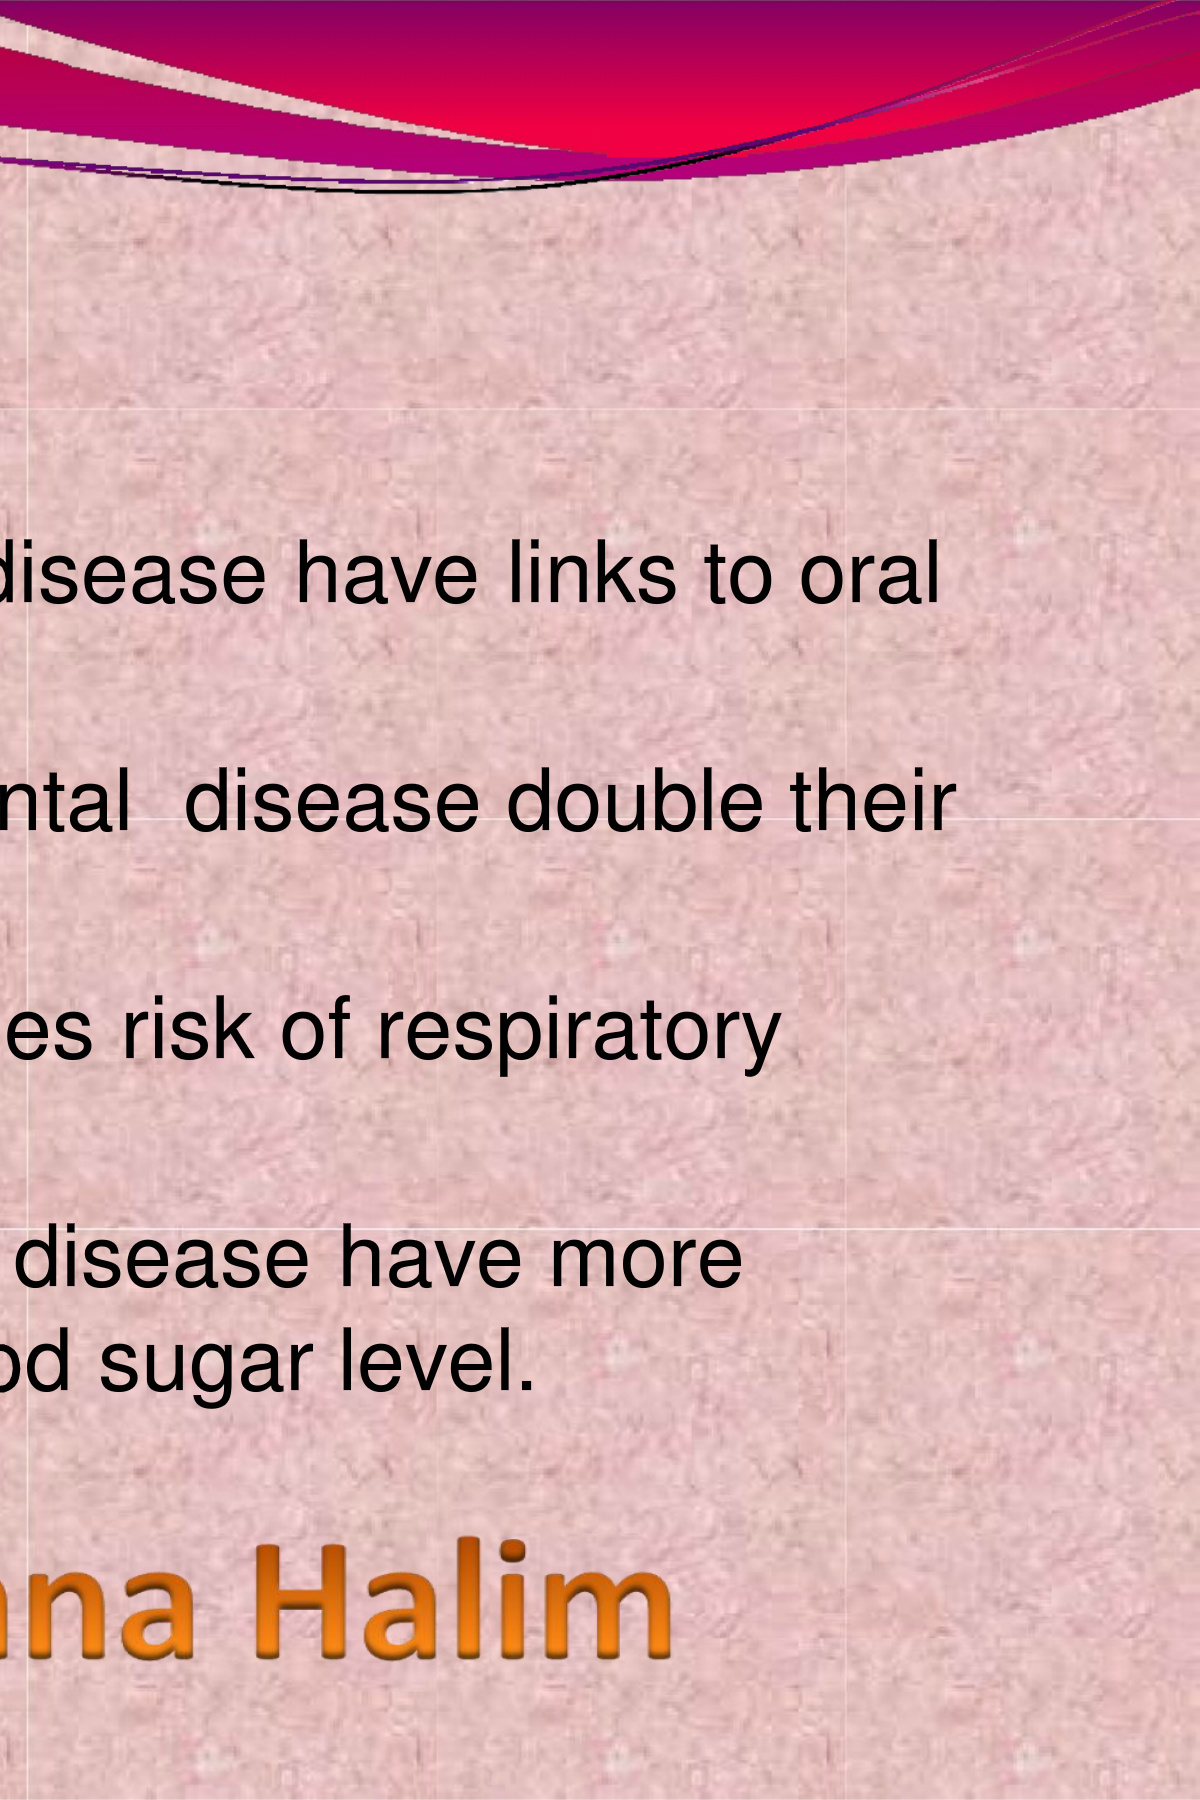 disease have links to oral
ntal disease double their
es risk of respiratory
disease have more
od sugar level.
na Halim